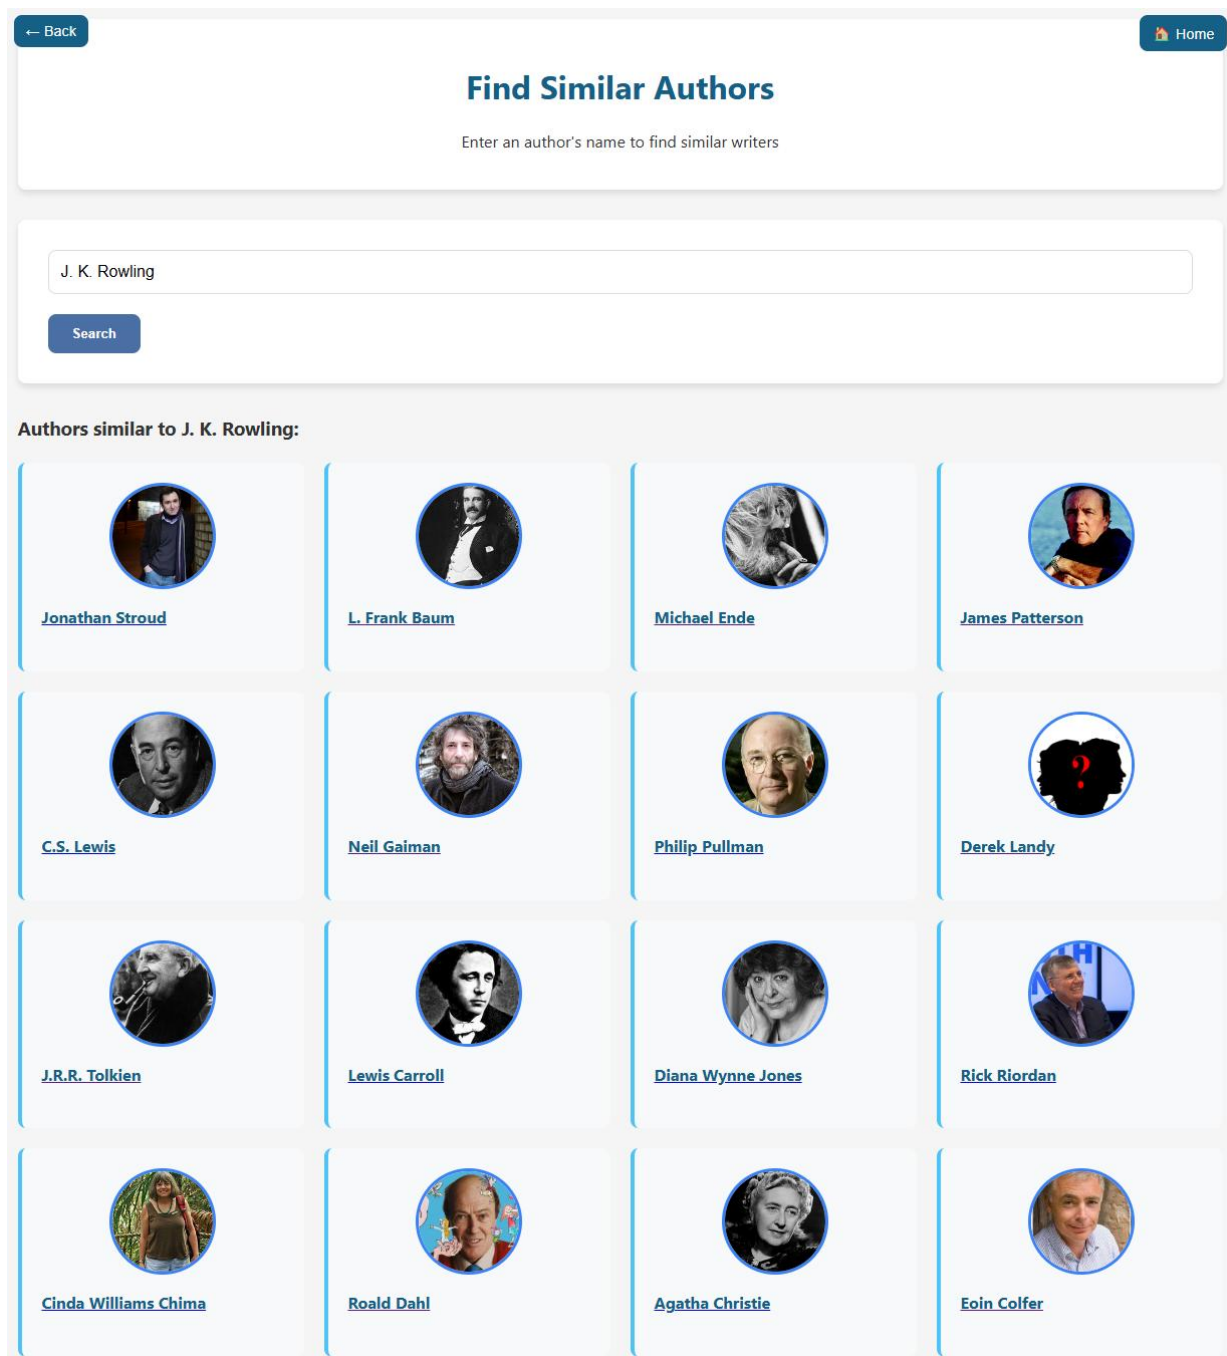 ← Back
🏠 Home
Find Similar Authors
Enter an author's name to find similar writers
J. K. Rowling
Search
Authors similar to J. K. Rowling:
Jonathan Stroud
L. Frank Baum
Michael Ende
James Patterson
C.S. Lewis
Neil Gaiman
Philip Pullman
?
Derek Landy
J.R.R. Tolkien
Lewis Carroll
Diana Wynne Jones
Rick Riordan
Cinda Williams Chima
Roald Dahl
Agatha Christie
Eoin Colfer